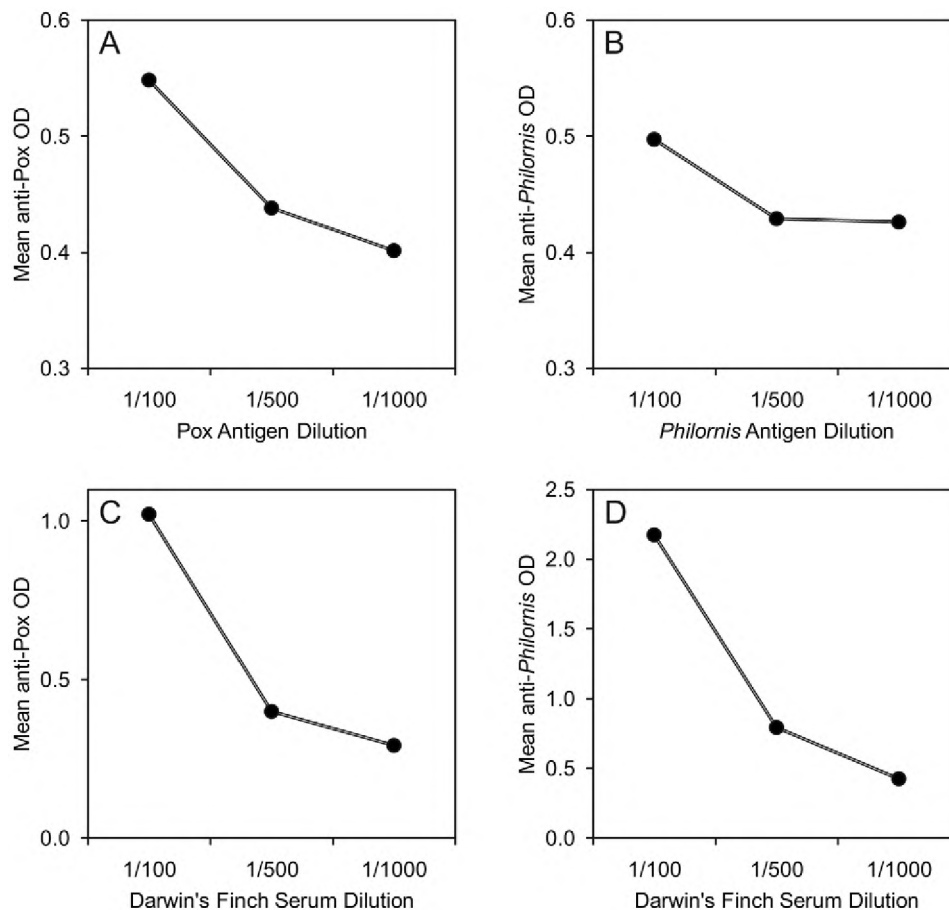 A
Mean anti-Pox OD
0.6
0.5
0.4
0.3
1/100 1/500 1/1000
Pox Antigen Dilution
B
Mean anti-Philornis OD
0.6
0.5
0.4
0.3
1/100 1/500 1/1000
Philornis Antigen Dilution
C
Mean anti-Pox OD
1.0
0.5
0.0
1/100 1/500 1/1000
Darwin's Finch Serum Dilution
D
Mean anti-Philornis OD
2.5
2.0
1.5
1.0
0.5
0.0
1/100 1/500 1/1000
Darwin's Finch Serum Dilution